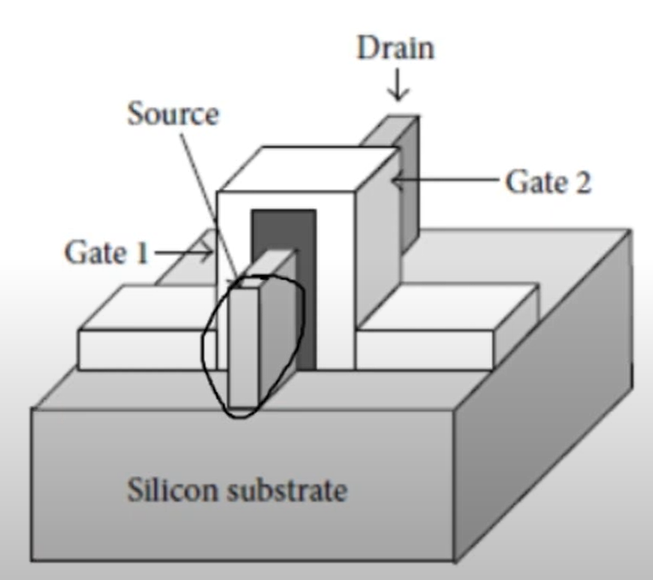 Drain
Source
Gate 2
Gate 1
Silicon substrate